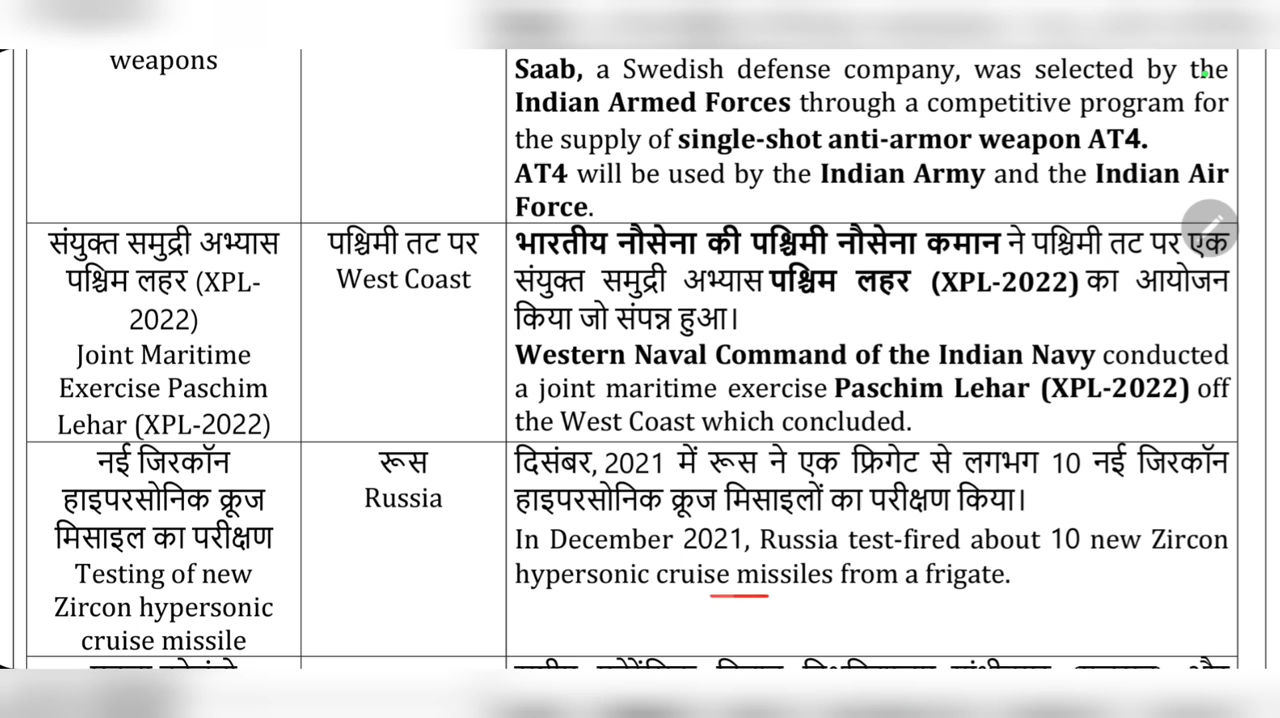 weapons
Saab, a Swedish defense company, was selected by the
Indian Armed Forces through a competitive program for
the supply of single-shot anti-armor weapon AT4.
AT4 will be used by the Indian Army and the Indian Air
Force.
संयुक्त समुद्री अभ्यास
पश्चिम लहर (XPL-
2022)
Joint Maritime
Exercise Paschim
Lehar (XPL-2022)
पश्चिमी तट पर
West Coast
भारतीय नौसेना की पश्चिमी नौसेना कमान ने पश्चिमी तट पर एक
संयुक्त समुद्री अभ्यास पश्चिम लहर (XPL-2022) का आयोजन
किया जो संपन्न हुआ।
Western Naval Command of the Indian Navy conducted
a joint maritime exercise Paschim Lehar (XPL-2022) off
the West Coast which concluded.
नई जिरकॉन
हाइपरसोनिक क्रूज
मिसाइल का परीक्षण
Testing of new
Zircon hypersonic
cruise missile
रूस
Russia
दिसंबर, 2021 में रूस ने एक फ्रिगेट से लगभग 10 नई जिरकॉन
हाइपरसोनिक क्रूज मिसाइलों का परीक्षण किया।
In December 2021, Russia test-fired about 10 new Zircon
hypersonic cruise missiles from a frigate.